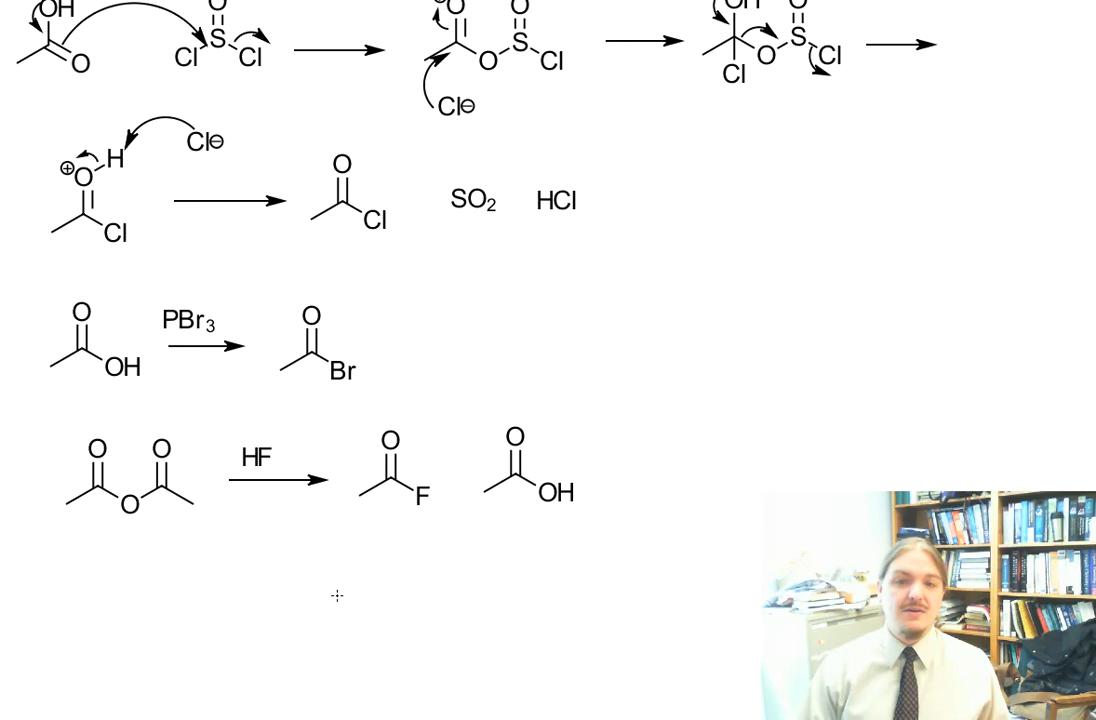 OH O Cl S O Cl O O S O Cl Cl⊖ OH Cl O S O Cl
⊕ O H Cl⊖ Cl O Cl SO₂ HCl
O OH PBr₃ O Br
O O O HF O F O OH